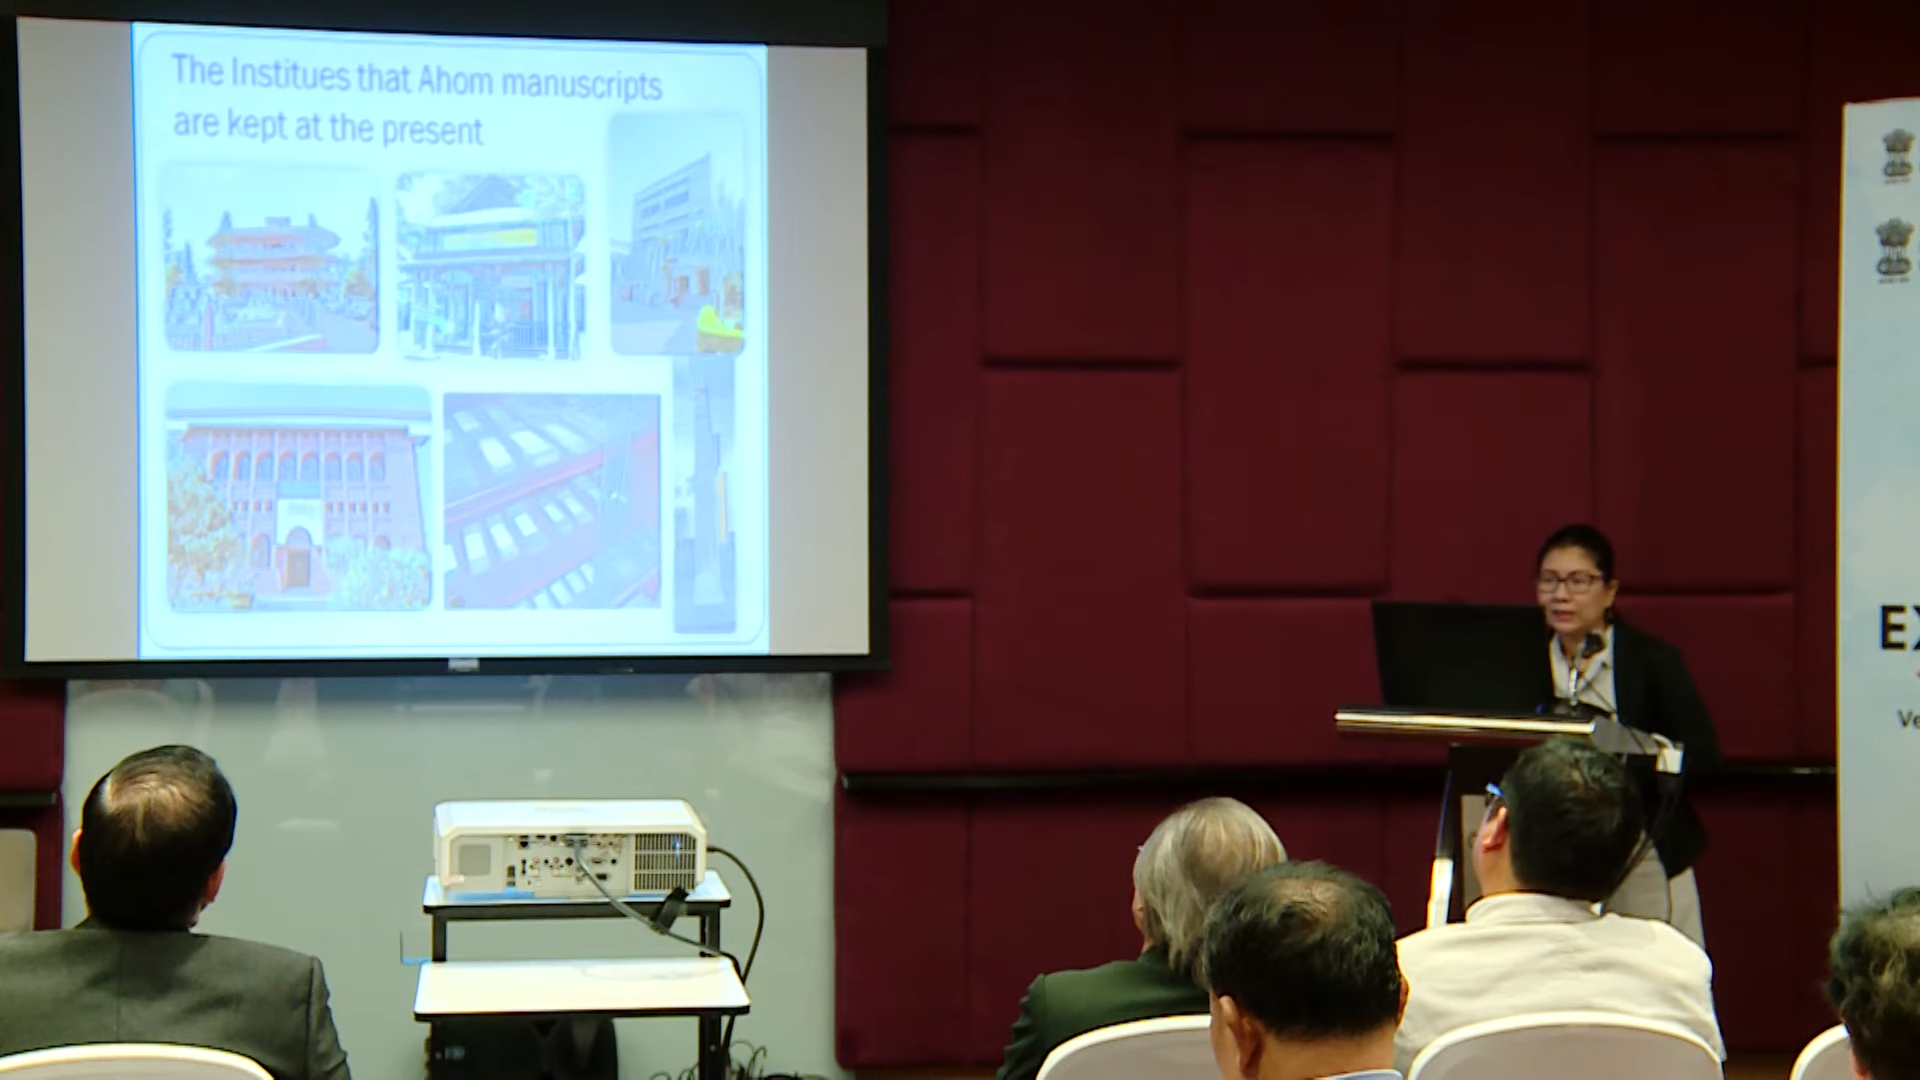 The Institues that Ahom manuscripts
are kept at the present
EX
Ve